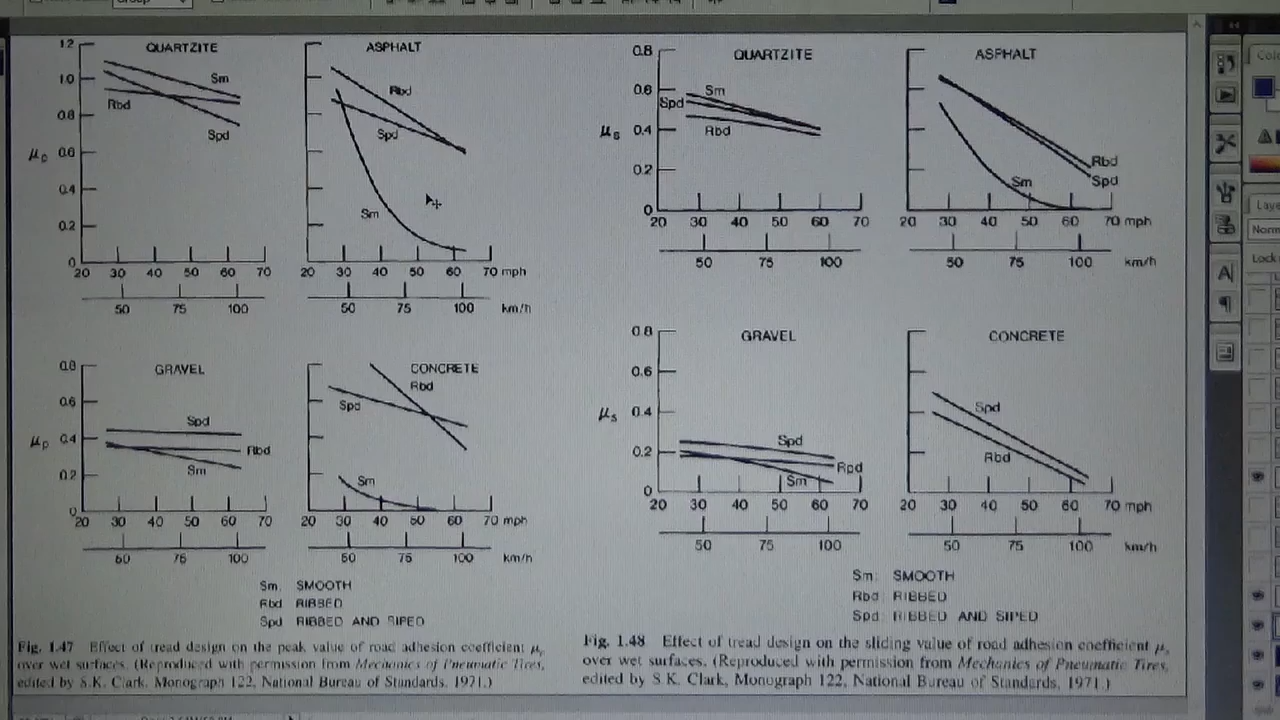 QUARTZITE
1.2
1.0
0.8
0.6
0.4
0.2
0
μp
Sm
Rbd
Spd
20 30 40 50 60 70
50 75 100
ASPHALT
Rbd
Spd
Sm
20 30 40 50 60 70 mph
50 75 100 km/h
GRAVEL
0.8
0.6
0.4
0.2
0
μp
Spd
Rbd
Sm
20 30 40 50 60 70
50 75 100
CONCRETE
Rbd
Spd
Sm
20 30 40 50 60 70 mph
50 75 100 km/h
Sm: SMOOTH
Rbd: RIBBED
Spd: RIBBED AND SIPED
Fig. 1.47 Effect of tread design on the peak value of road adhesion coefficient μp
over wet surfaces. (Reproduced with permission from Mechanics of Pneumatic Tires,
edited by S.K. Clark, Monograph 122, National Bureau of Standards, 1971.)
QUARTZITE
0.8
0.6
0.4
0.2
0
μs
Sm
Spd
Rbd
20 30 40 50 60 70
50 75 100
ASPHALT
Rbd
Spd
Sm
20 30 40 50 60 70 mph
50 75 100 km/h
GRAVEL
0.8
0.6
0.4
0.2
0
μs
Spd
Rbd
Sm
20 30 40 50 60 70
50 75 100
CONCRETE
Spd
Rbd
20 30 40 50 60 70 mph
50 75 100 km/h
Sm: SMOOTH
Rbd: RIBBED
Spd: RIBBED AND SIPED
Fig. 1.48 Effect of tread design on the sliding value of road adhesion coefficient μs
over wet surfaces. (Reproduced with permission from Mechanics of Pneumatic Tires,
edited by S.K. Clark, Monograph 122, National Bureau of Standards, 1971.)
Colo
Laye
Norm
Lock